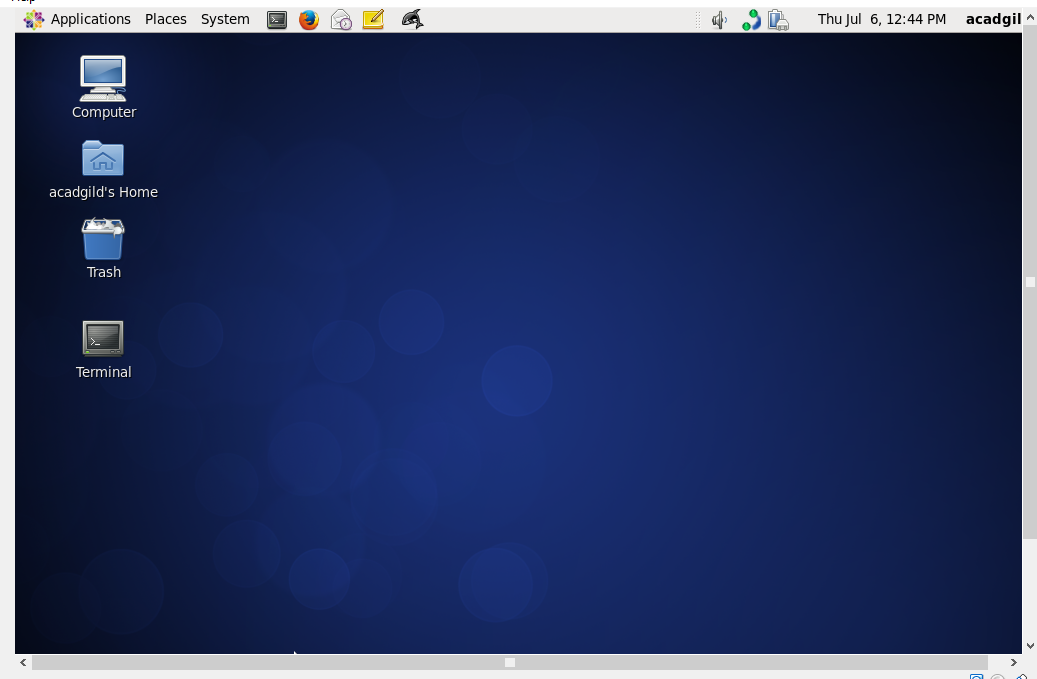 Applications Places System Thu Jul 6, 12:44 PM acadgil
Computer
acadgild's Home
Trash
Terminal